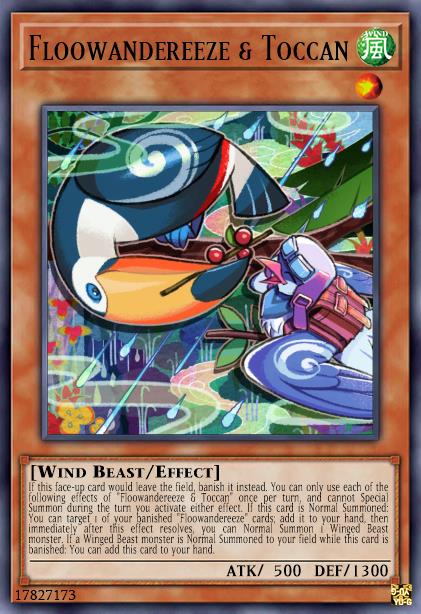 FLOOWANDEREEZE & TOCCAN
WIND
風
[WIND BEAST/EFFECT]
If this face-up card would leave the field, banish it instead. You can only use each of the
following effects of "Floowandereeze & Toccan" once per turn, and cannot Special
Summon during the turn you activate either effect. If this card is Normal Summoned:
You can target 1 of your banished "Floowandereeze" cards; add it to your hand, then
immediately after this effect resolves, you can Normal Summon 1 Winged Beast
monster. If a Winged Beast monster is Normal Summoned to your field while this card is
banished: You can add this card to your hand.
ATK/ 500 DEF/1300
17827173